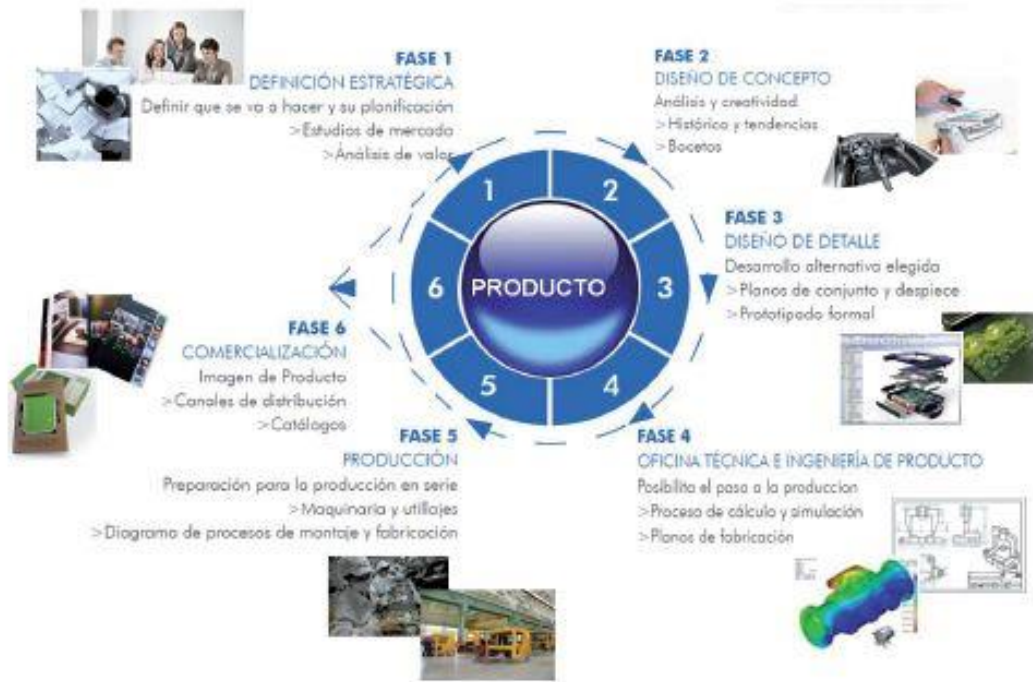 FASE 1
DEFINICIÓN ESTRATÉGICA
Definir que se va a hacer y su planificación
>Estudios de mercado
>Análisis de valor
FASE 2
DISEÑO DE CONCEPTO
Análisis y creatividad
>Histórico y tendencias
>Bocetos
FASE 3
DISEÑO DE DETALLE
Desarrollo alternativa elegida
>Planos de conjunto y despiece
>Prototipado formal
FASE 4
OFICINA TÉCNICA E INGENIERÍA DE PRODUCTO
Posibilita el paso a la produccion
>Proceso de cálculo y simulación
>Planos de fabricación
FASE 5
PRODUCCIÓN
Preparación para la producción en serie
>Maquinaria y utillajes
>Diagrama de procesos de montaje y fabricación
FASE 6
COMERCIALIZACIÓN
Imagen de Producto
>Canales de distribución
>Catálogos
1
2
3
4
5
6
PRODUCTO